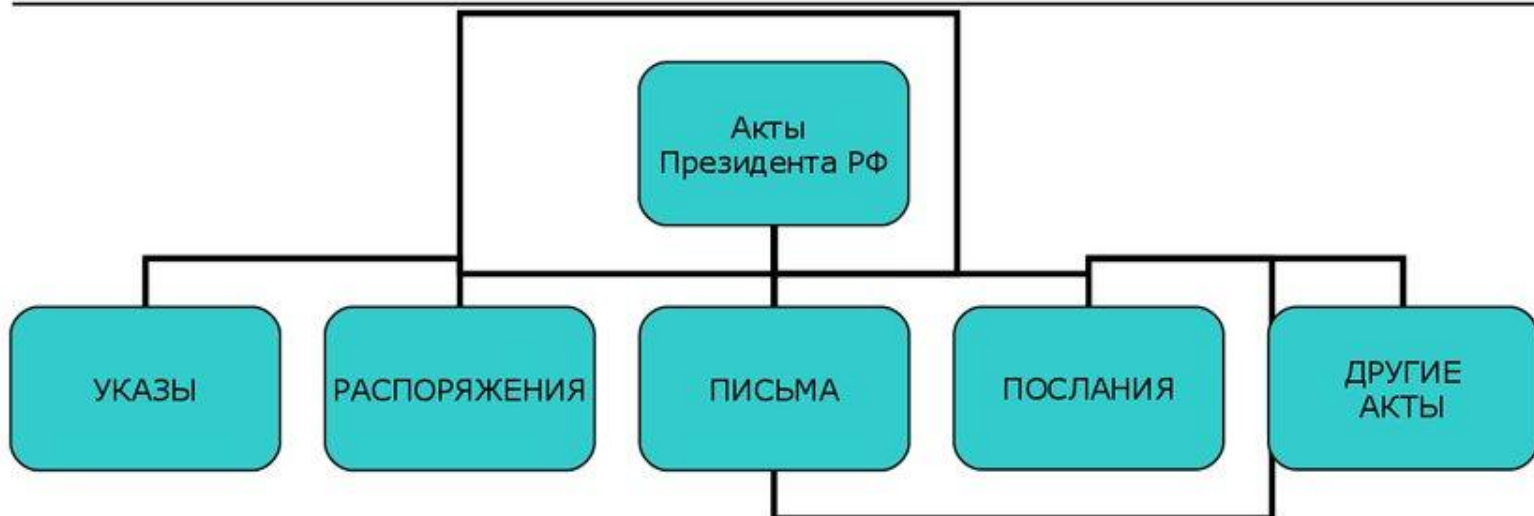 Акты
Президента РФ
УКАЗЫ
РАСПОРЯЖЕНИЯ
ПИСЬМА
ПОСЛАНИЯ
ДРУГИЕ
АКТЫ